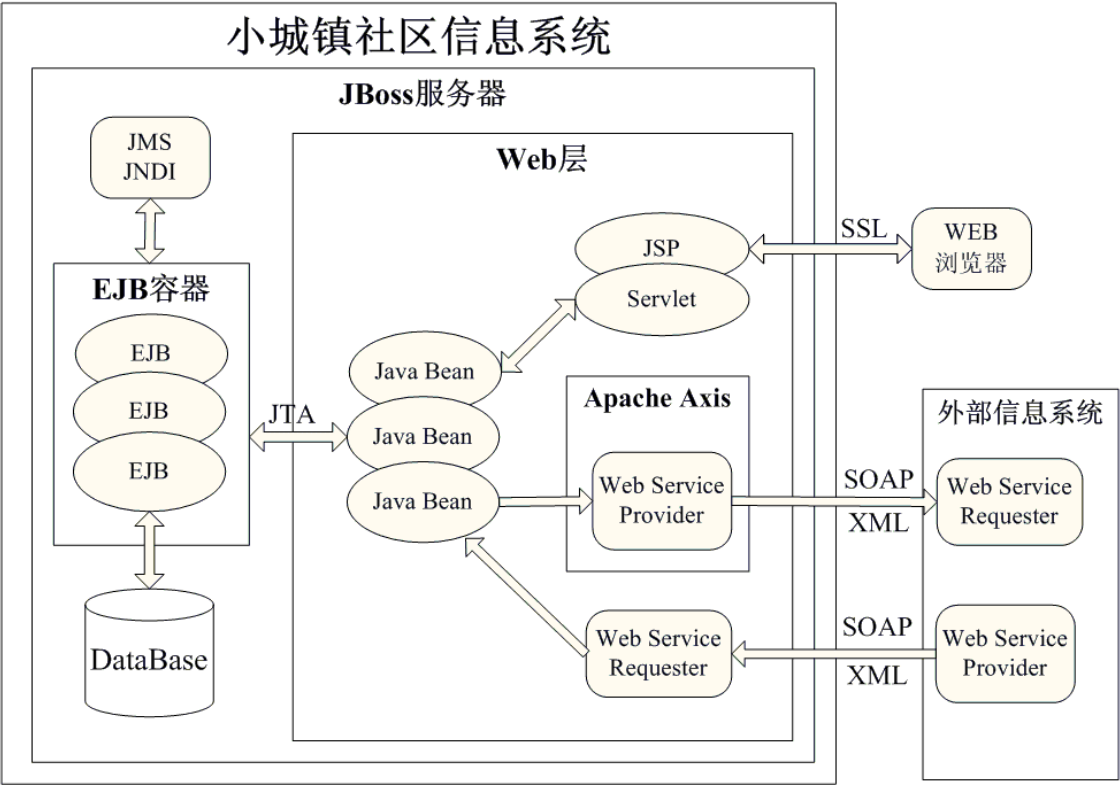 小城镇社区信息系统
JBoss服务器
JMS
JNDI
Web层
JSP
SSL
WEB
浏览器
Servlet
EJB容器
EJB
EJB
EJB
JTA
Java Bean
Java Bean
Java Bean
Apache Axis
Web Service
Provider
SOAP
XML
外部信息系统
Web Service
Requester
Web Service
Requester
SOAP
XML
Web Service
Provider
DataBase